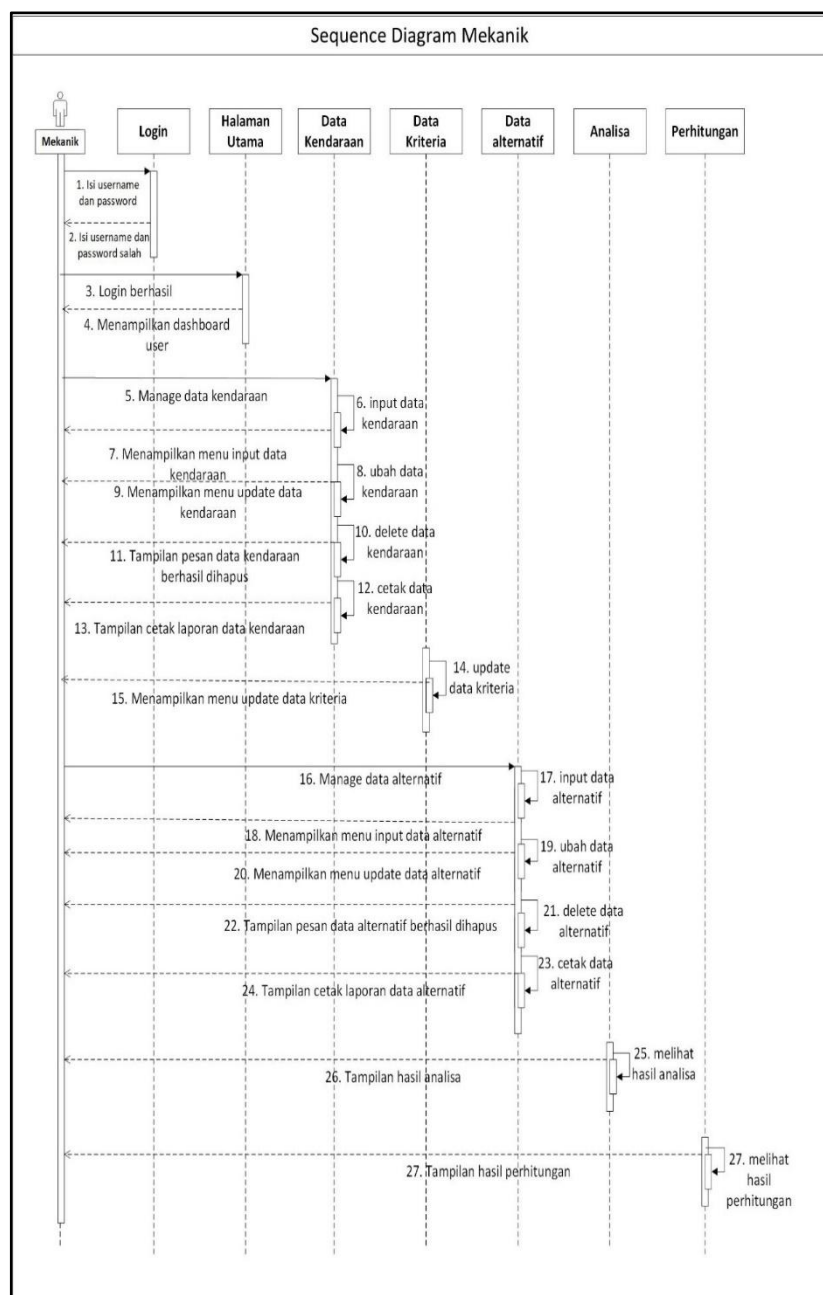 Sequence Diagram Mekanik
Mekanik
Login
Halaman
Utama
Data
Kendaraan
Data
Kriteria
Data
alternatif
Analisa
Perhitungan
1. Isi username
dan password
2. Isi username dan
password salah
3. Login berhasil
4. Menampilkan dashboard
user
5. Manage data kendaraan
6. input data
kendaraan
7. Menampilkan menu input data
kendaraan
8. ubah data
kendaraan
9. Menampilkan menu update data
kendaraan
10. delete data
kendaraan
11. Tampilan pesan data kendaraan
berhasil dihapus
12. cetak data
kendaraan
13. Tampilan cetak laporan data kendaraan
14. update
data kriteria
15. Menampilkan menu update data kriteria
16. Manage data alternatif
17. input data
alternatif
18. Menampilkan menu input data alternatif
19. ubah data
alternatif
20. Menampilkan menu update data alternatif
21. delete data
alternatif
22. Tampilan pesan data alternatif berhasil dihapus
23. cetak data
alternatif
24. Tampilan cetak laporan data alternatif
25. melihat
hasil analisa
26. Tampilan hasil analisa
27. melihat
hasil
perhitungan
27. Tampilan hasil perhitungan